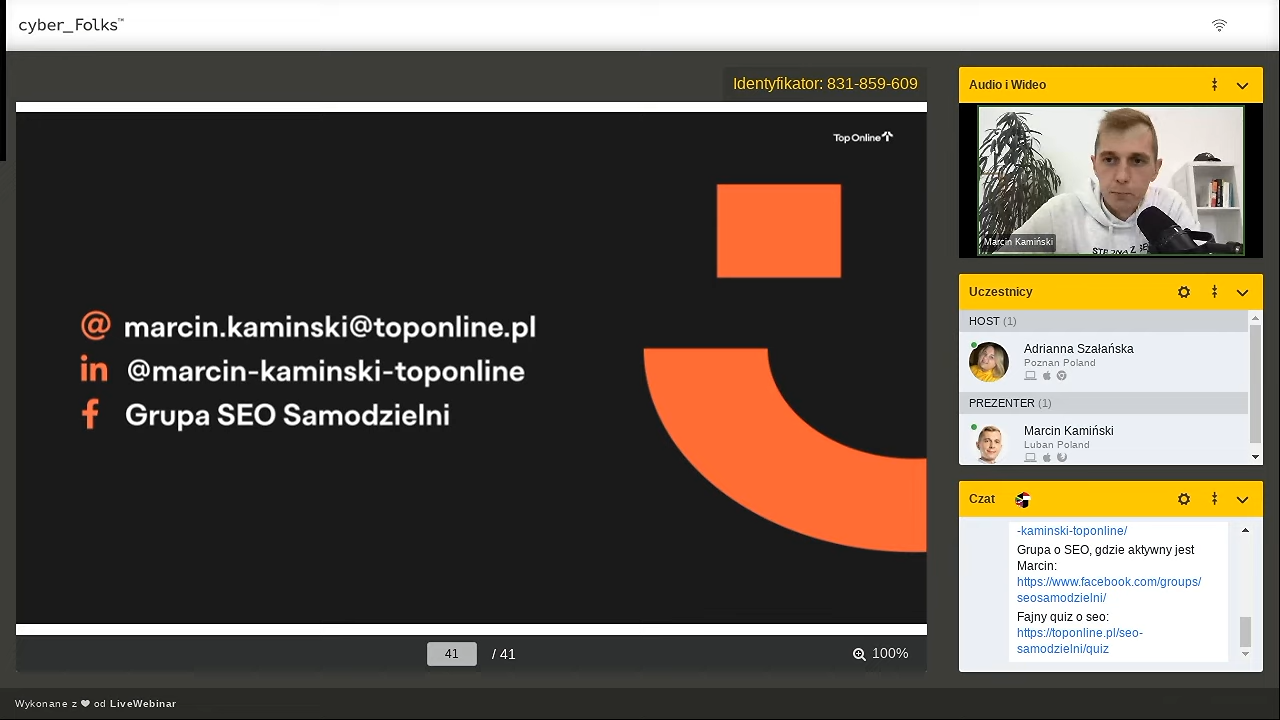 cyber_Folks™
Identyfikator: 831-859-609
Top Online
@ marcin.kaminski@toponline.pl
in @marcin-kaminski-toponline
f Grupa SEO Samodzielni
41 / 41
100%
Audio i Wideo
Marcin Kamiński
Uczestnicy
HOST (1)
Adrianna Szałańska
Poznan Poland
PREZENTER (1)
Marcin Kamiński
Luban Poland
Czat
-kaminski-toponline/
Grupa o SEO, gdzie aktywny jest
Marcin:
https://www.facebook.com/groups/
seosamodzielni/
Fajny quiz o seo:
https://toponline.pl/seo-
samodzielni/quiz
Wykonane z ❤ od LiveWebinar